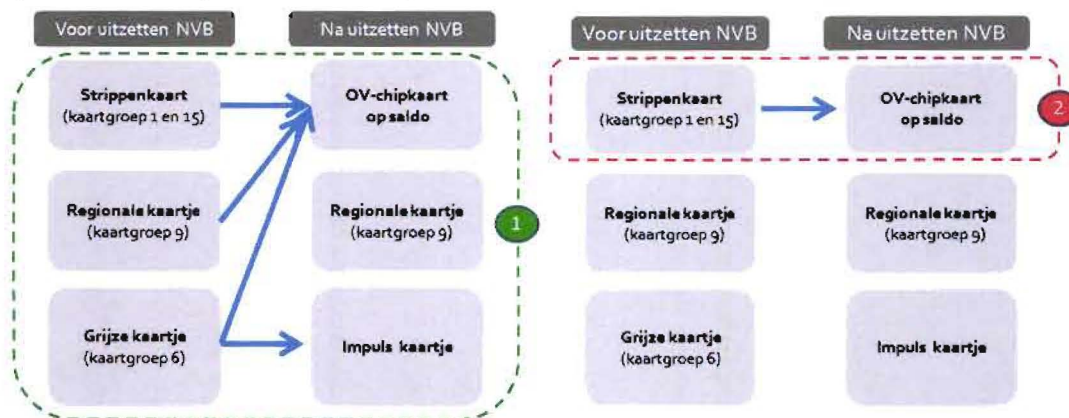 Voor uitzetten NVB
Na uitzetten NVB
Strippenkaart
(kaartgroep 1 en 15)
OV-chipkaart
op saldo
Regionale kaartje
(kaartgroep 9)
Regionale kaartje
(kaartgroep 9)
1
Grijze kaartje
(kaartgroep 6)
Impuls kaartje
Voor uitzetten NVB
Na uitzetten NVB
Strippenkaart
(kaartgroep 1 en 15)
OV-chipkaart
op saldo
2
Regionale kaartje
(kaartgroep 9)
Regionale kaartje
(kaartgroep 9)
Grijze kaartje
(kaartgroep 6)
Impuls kaartje